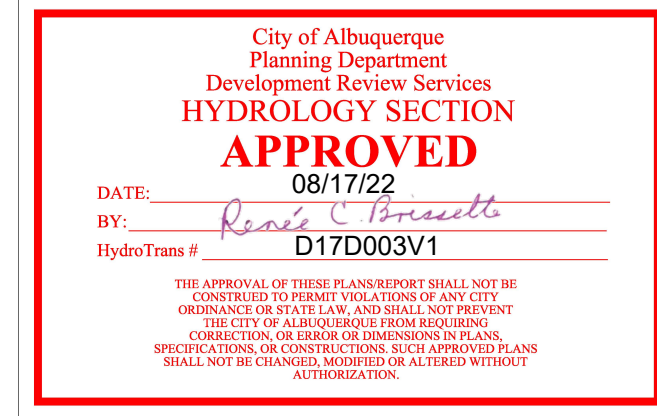 City of Albuquerque
Planning Department
Development Review Services
HYDROLOGY SECTION
APPROVED
DATE: 08/17/22
BY: Renée C. Brissette
HydroTrans # D17D003V1
THE APPROVAL OF THESE PLANS/REPORT SHALL NOT BE
CONSTRUED TO PERMIT VIOLATIONS OF ANY CITY
ORDINANCE OR STATE LAW, AND SHALL NOT PREVENT
THE CITY OF ALBUQUERQUE FROM REQUIRING
CORRECTION, OR ERROR OR DIMENSIONS IN PLANS,
SPECIFICATIONS, OR CONSTRUCTIONS. SUCH APPROVED PLANS
SHALL NOT BE CHANGED, MODIFIED OR ALTERED WITHOUT
AUTHORIZATION.